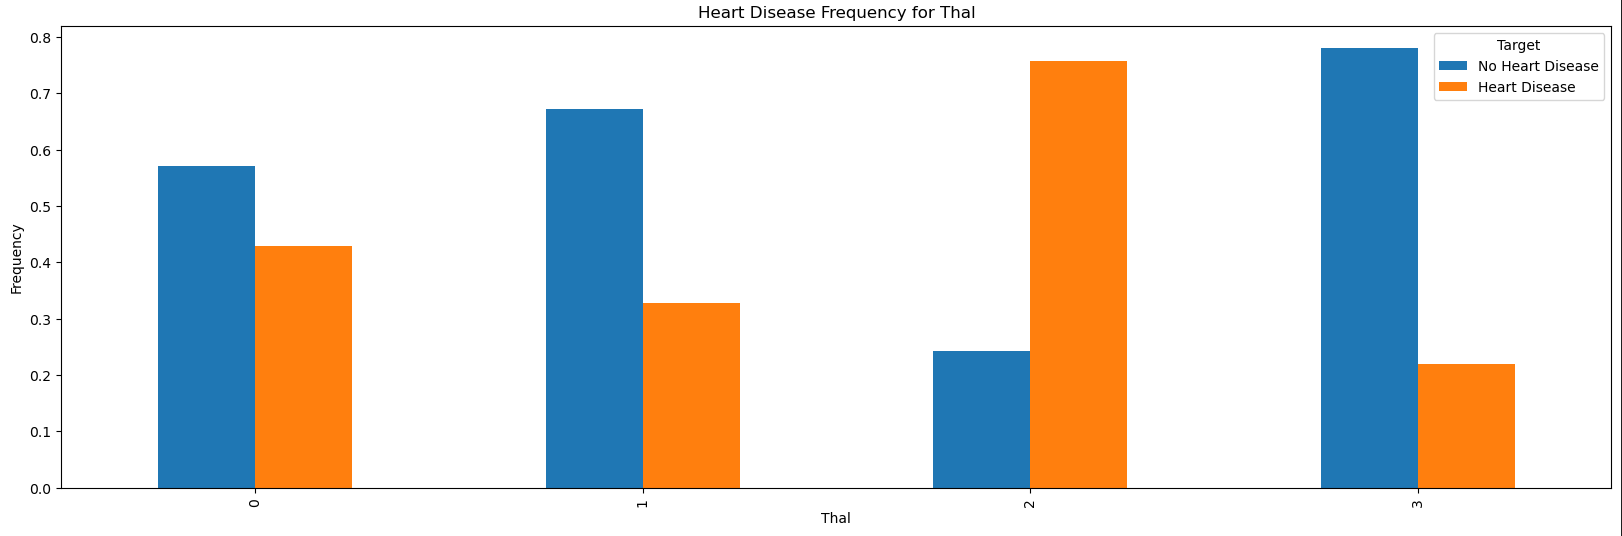 Heart Disease Frequency for Thal
Target
No Heart Disease
Heart Disease
Frequency
0.8
0.7
0.6
0.5
0.4
0.3
0.2
0.1
0.0
0
1
2
3
Thal